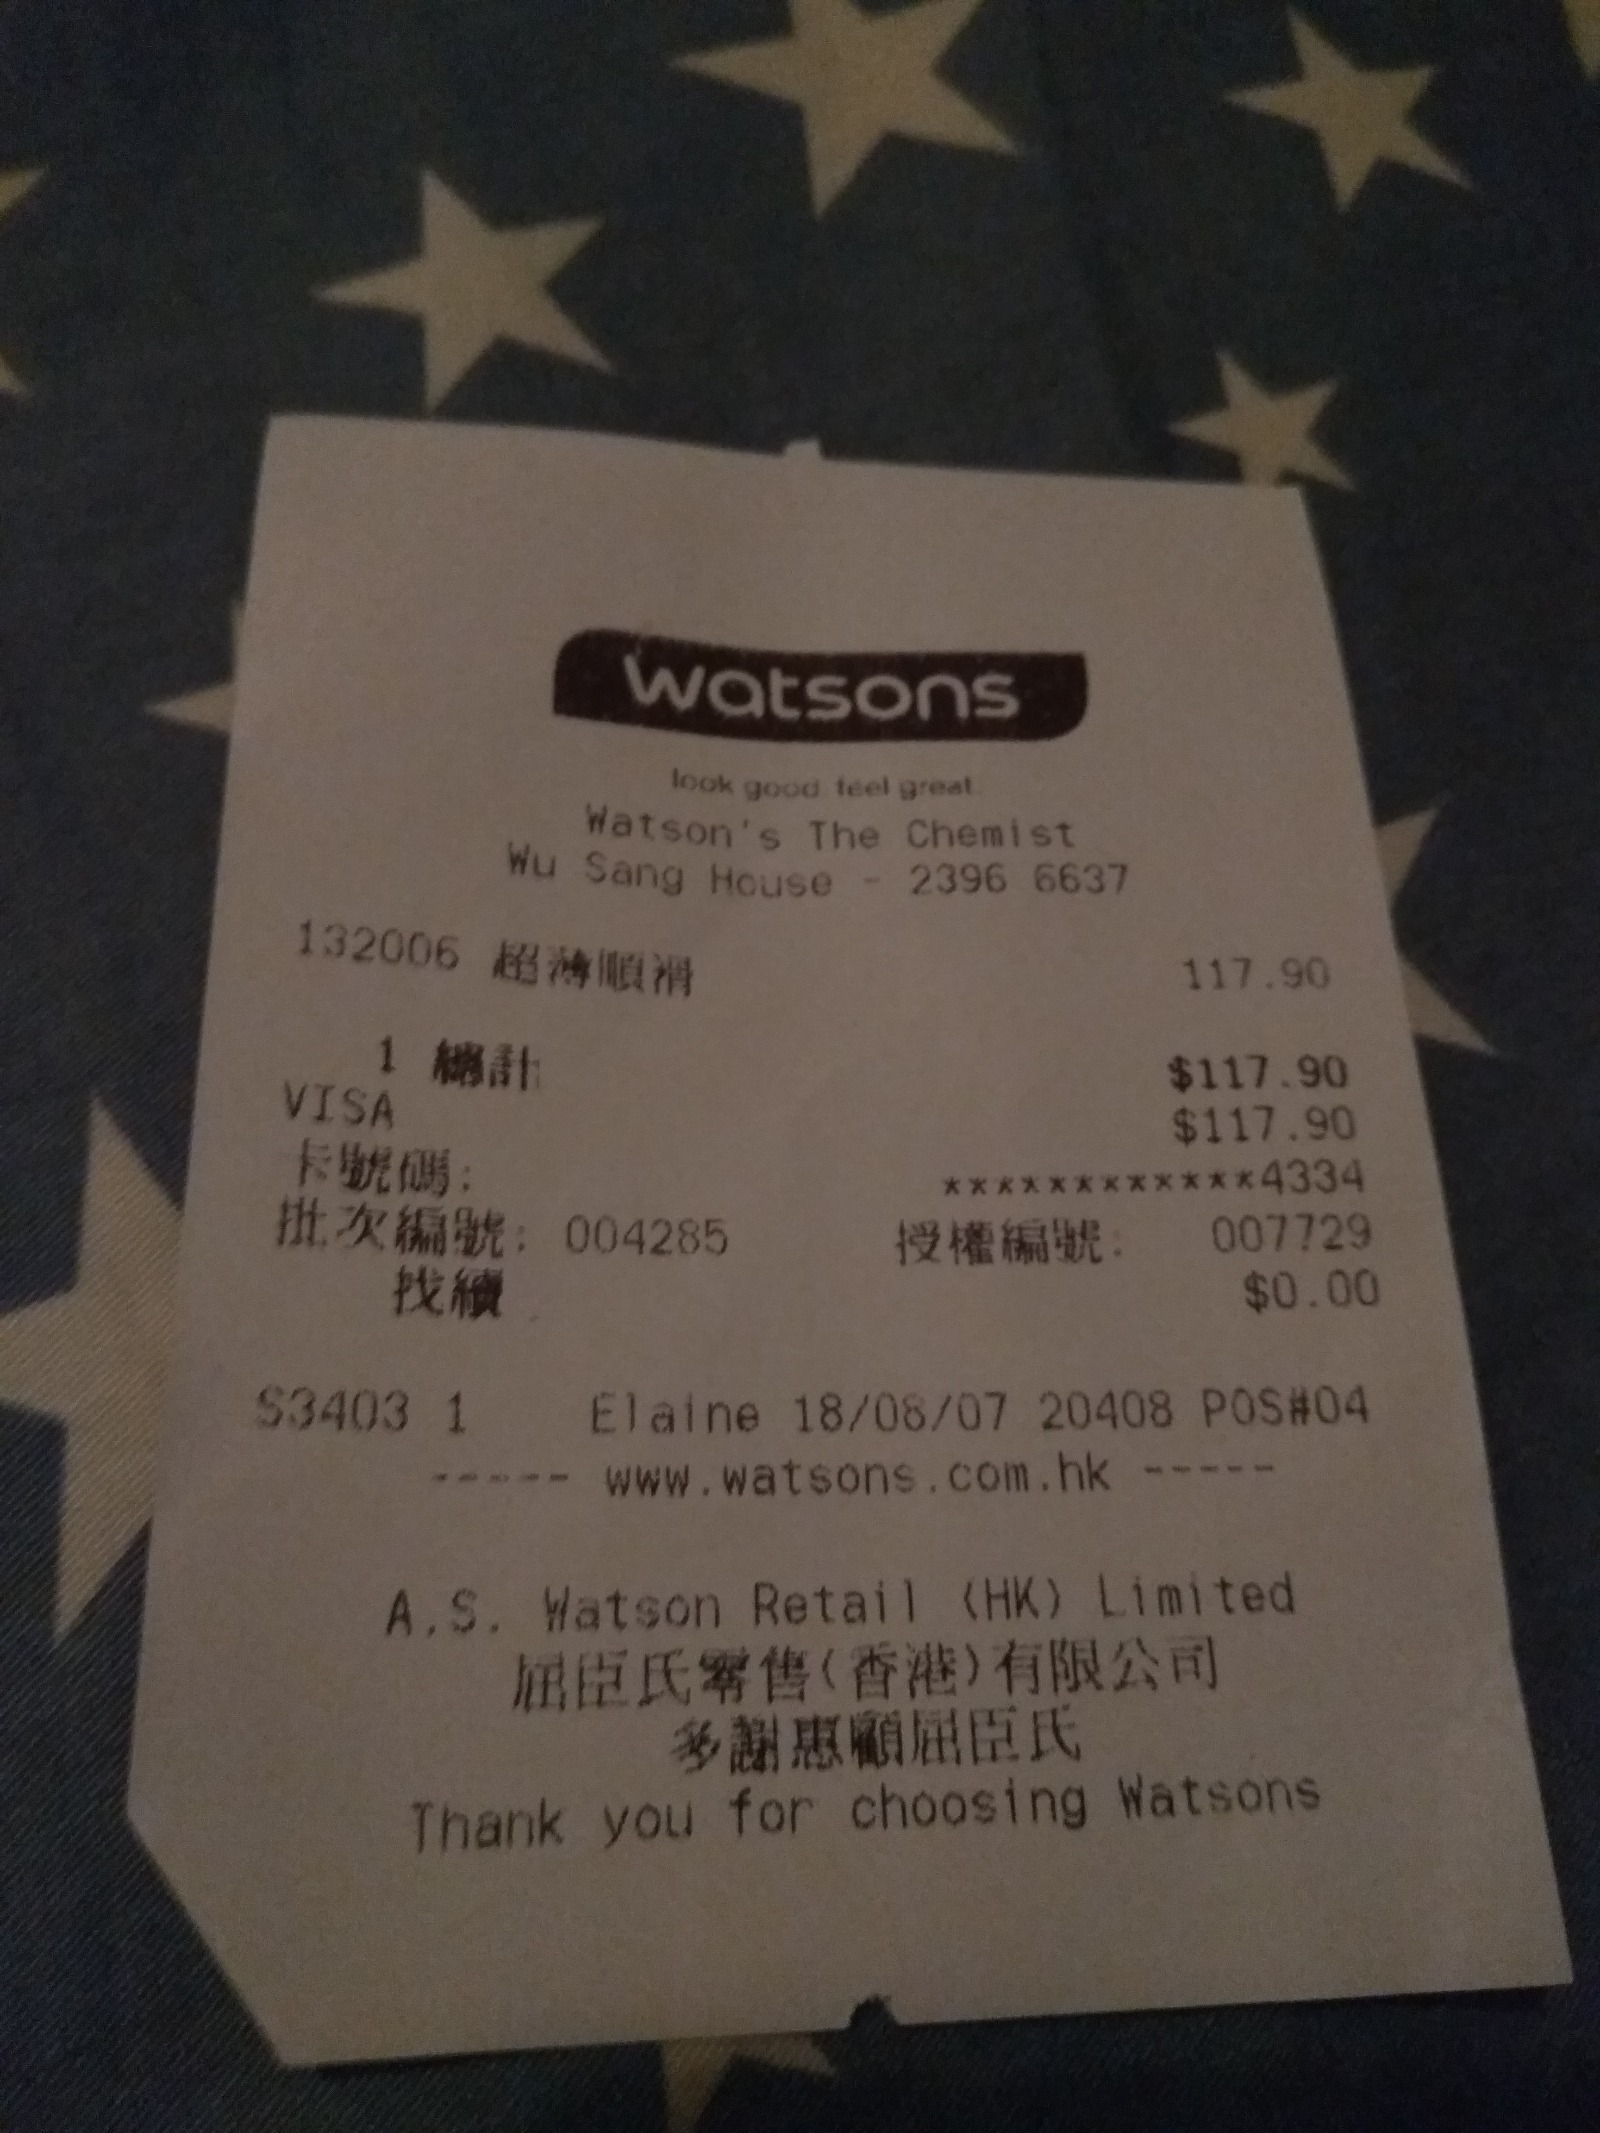 watsons
look good. feel great.
Watson's The Chemist
Wu Sang House - 2396 6637
132006 超薄順滑 117.90
1 總計 $117.90
VISA $117.90
卡號碼: ************4334
批次編號: 004285 授權編號: 007729
找續 $0.00
S3403 1 Elaine 18/08/07 20408 POS#04
----- www.watsons.com.hk -----
A.S. Watson Retail (HK) Limited
屈臣氏零售(香港)有限公司
多謝惠顧屈臣氏
Thank you for choosing Watsons